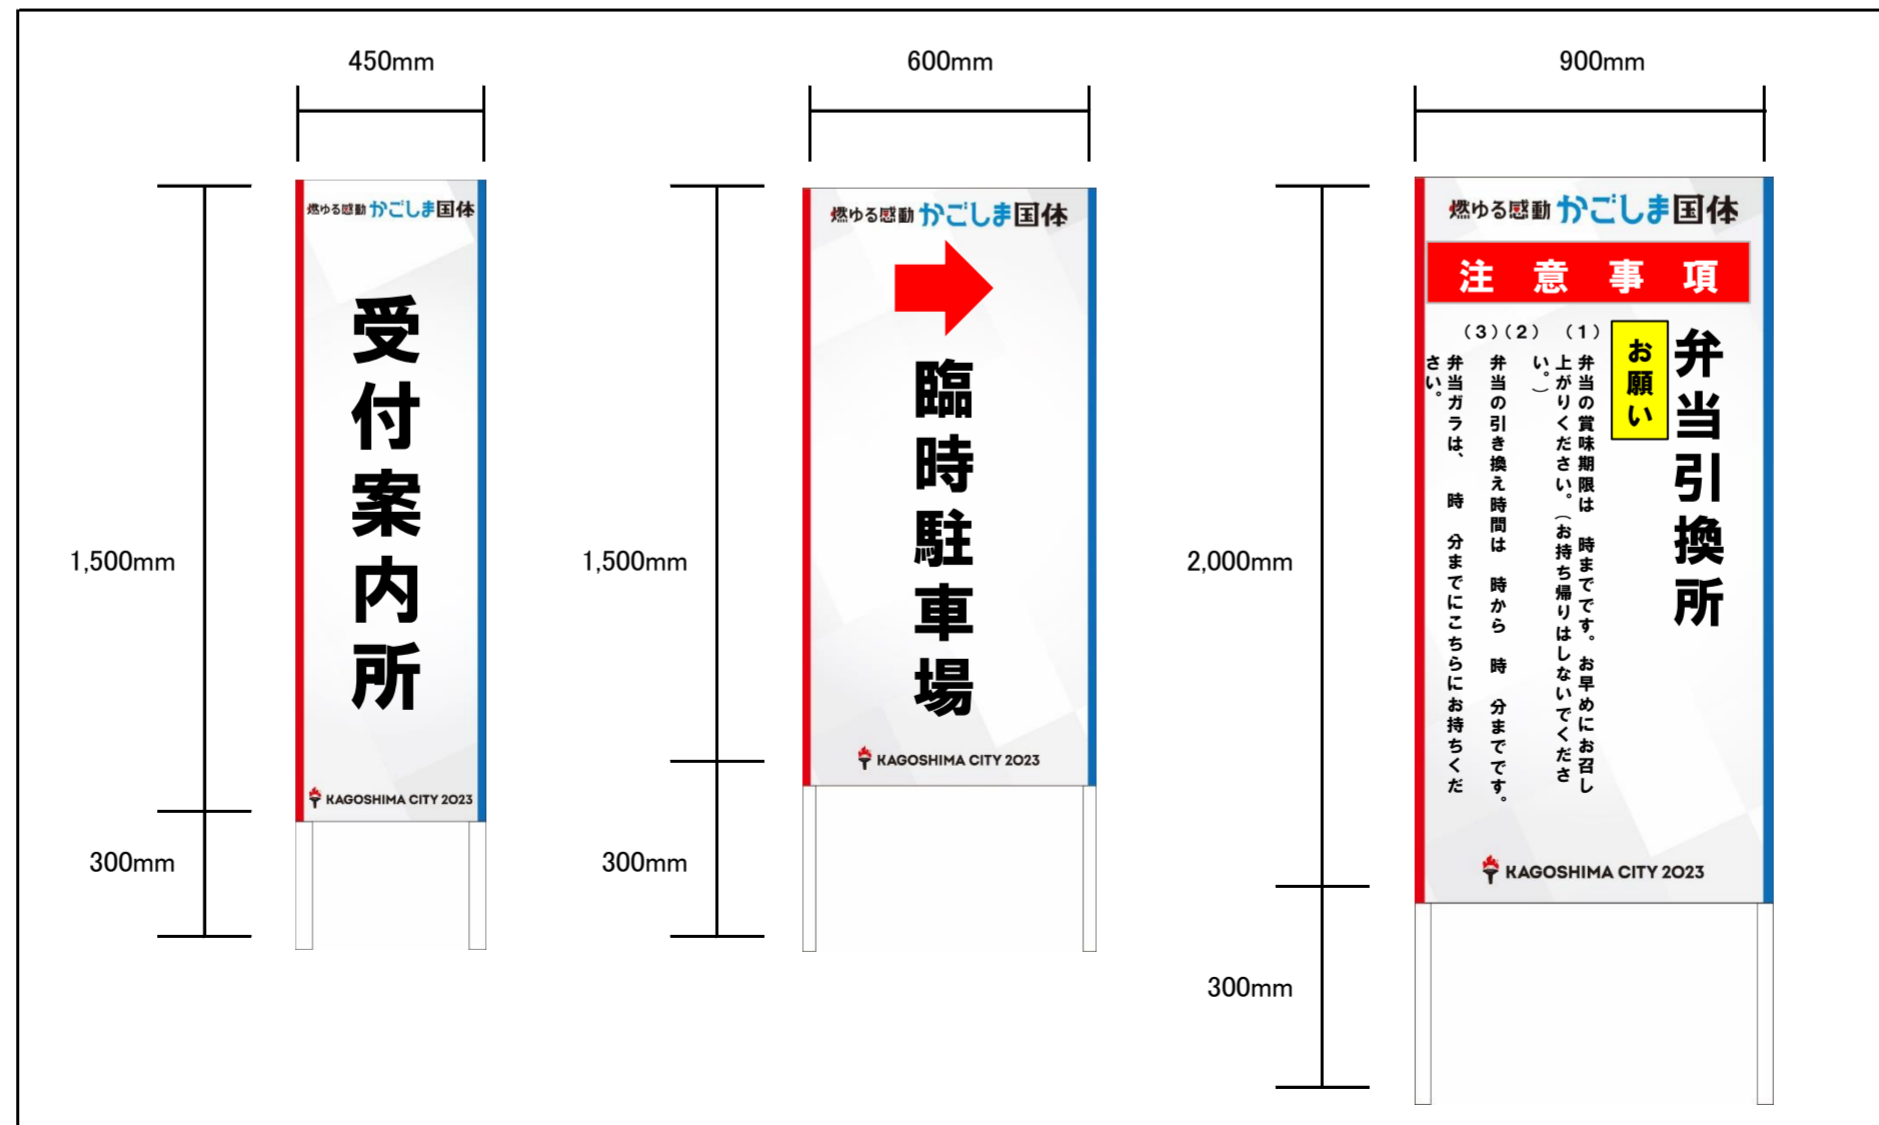 450mm
1,500mm
300mm
燃ゆる感動 かごしま国体
受付案内所
KAGOSHIMA CITY 2023
600mm
1,500mm
300mm
燃ゆる感動 かごしま国体
臨時駐車場
KAGOSHIMA CITY 2023
900mm
2,000mm
300mm
燃ゆる感動 かごしま国体
注意事項
弁当引換所
お願い
(1) 弁当の賞味期限は 時までです。お早めにお召し
上がりください。(お持ち帰りはしないでくださ
い。)
(2) 弁当の引き換え時間は 時から 時 分までです。
(3) 弁当ガラは、 時 分までにこちらにお持ちくだ
さい。
KAGOSHIMA CITY 2023